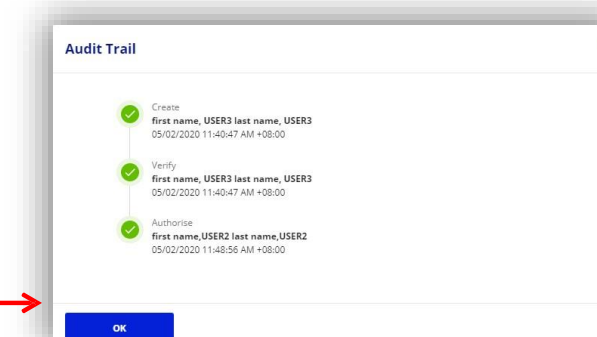 Audit Trail
Create
first name, USER3 last name, USER3
05/02/2020 11:40:47 AM +08:00
Verify
first name, USER3 last name, USER3
05/02/2020 11:40:47 AM +08:00
Authorise
first name,USER2 last name,USER2
05/02/2020 11:48:56 AM +08:00
OK